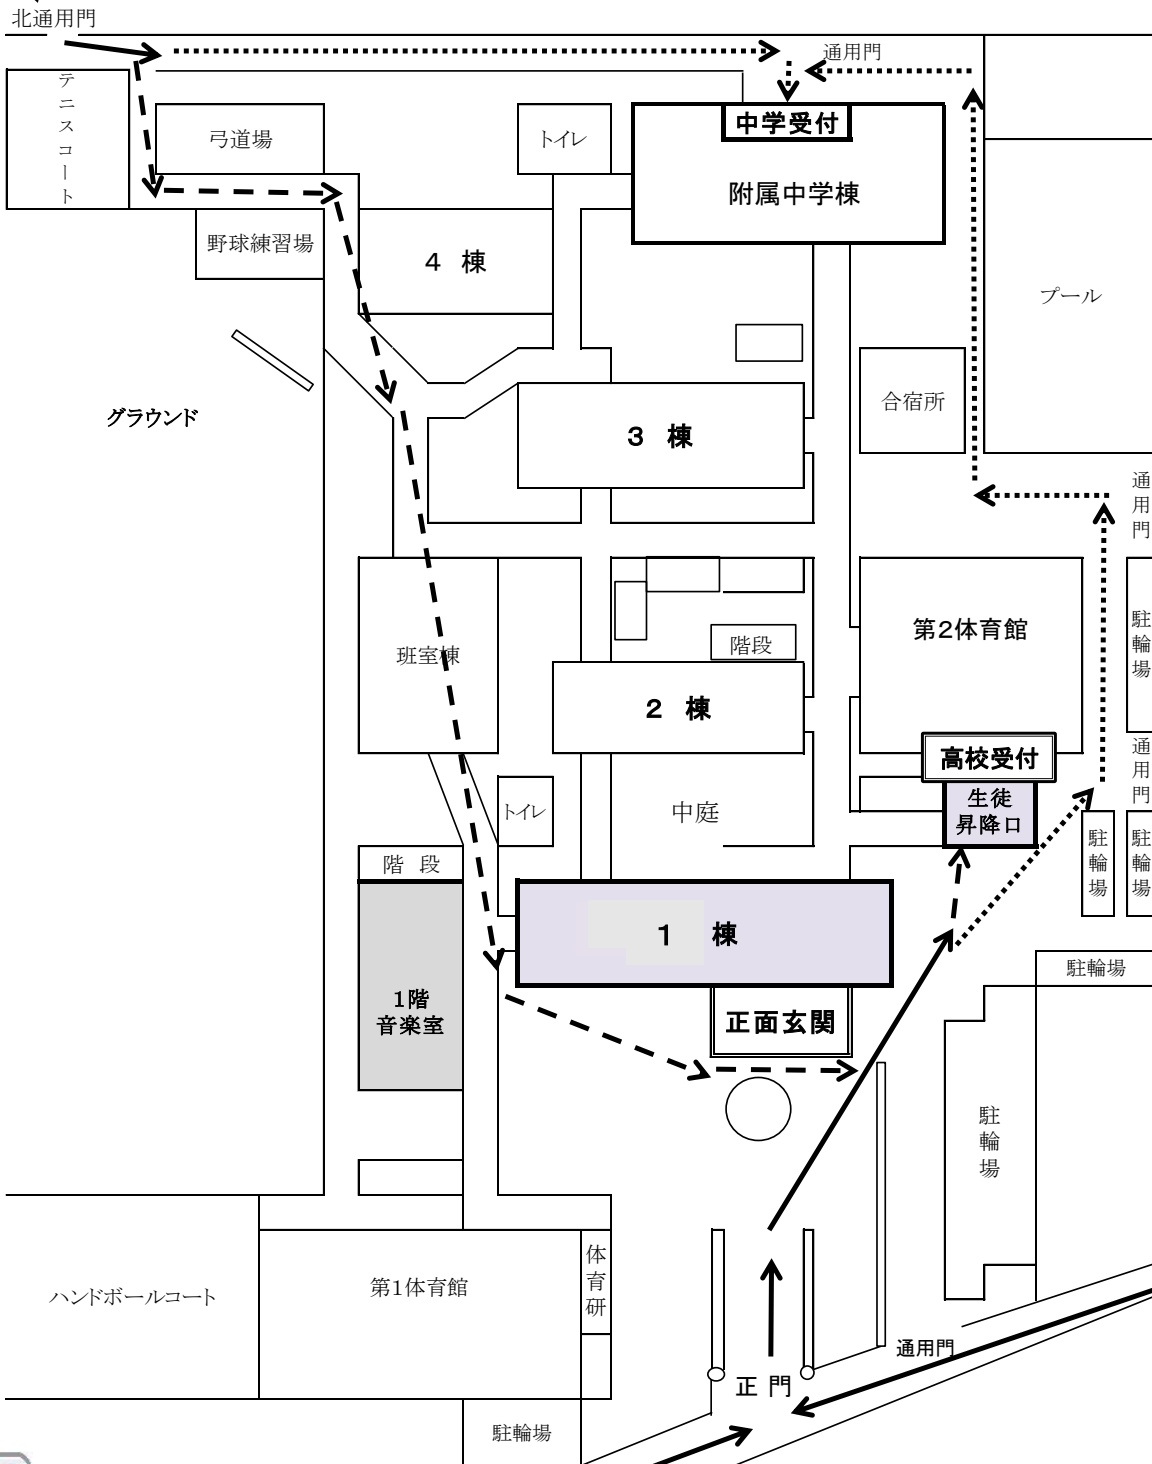 北通用門
通用門
テニスコート
弓道場
トイレ
中学受付
附属中学棟
野球練習場
4 棟
プール
グラウンド
合宿所
3 棟
通用門
班室棟
階段
第2体育館
駐輪場
2 棟
高校受付
通用門
生徒
昇降口
トイレ
中庭
駐輪場
駐輪場
階 段
1 棟
1階
音楽室
駐輪場
正面玄関
駐輪場
ハンドボールコート
第1体育館
体育研
通用門
正 門
駐輪場